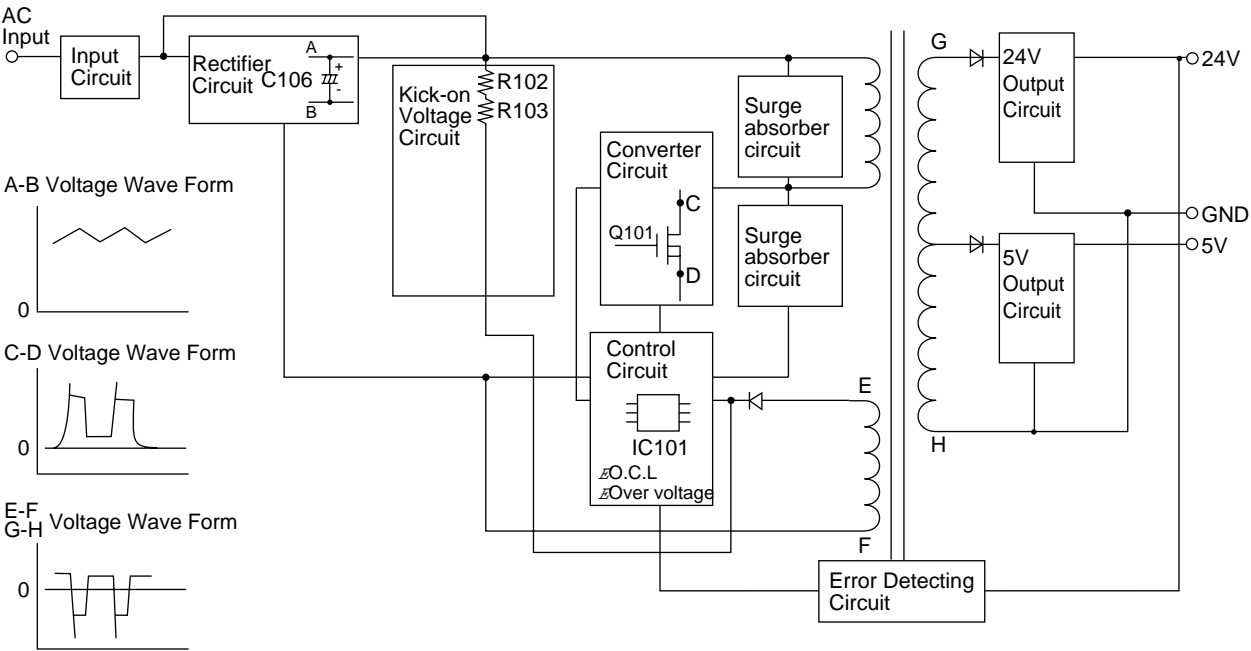 AC
Input
Input
Circuit
Rectifier
Circuit
C106
A
+
-
B
Kick-on
Voltage
Circuit
R102
R103
Converter
Circuit
C
Q101
D
Surge
absorber
circuit
Surge
absorber
circuit
Control
Circuit
IC101
O.C.L
Over voltage
E
F
G
H
24V
Output
Circuit
24V
GND
5V
5V
Output
Circuit
Error Detecting
Circuit
A-B Voltage Wave Form
0
C-D Voltage Wave Form
0
E-F
G-H Voltage Wave Form
0